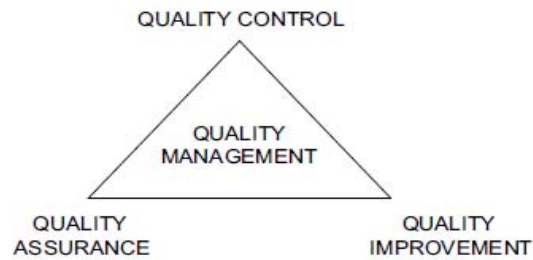 QUALITY CONTROL
QUALITY
MANAGEMENT
QUALITY
ASSURANCE
QUALITY
IMPROVEMENT